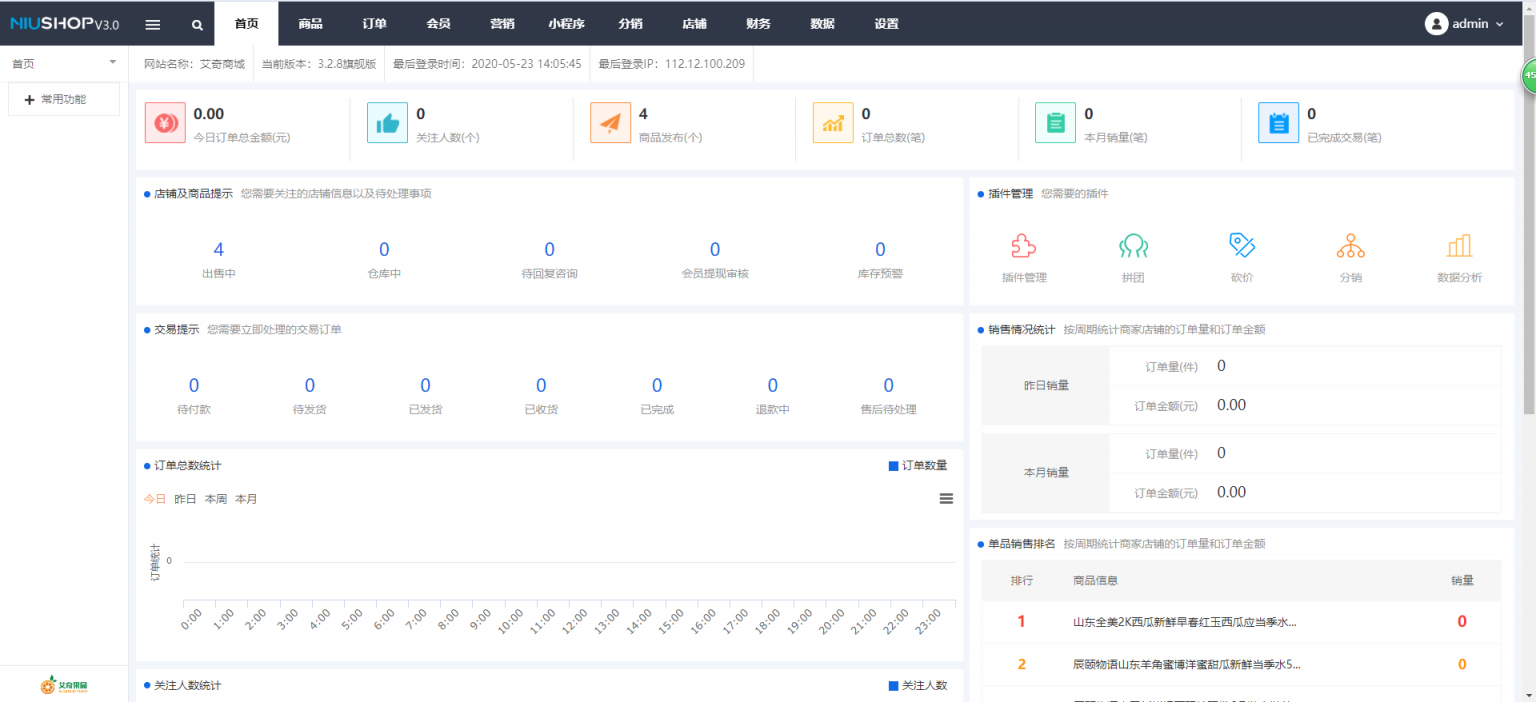 NIUSHOP V3.0 首页 商品 订单 会员 营销 小程序 分销 店铺 财务 数据 设置 admin
首页 网站名称：艾奇商城 当前版本：3.2.8旗舰版 最后登录时间：2020-05-23 14:05:45 最后登录IP：112.12.100.209
45
+ 常用功能
0.00 0 4 0 0 0
今日订单总金额(元) 关注人数(个) 商品发布(个) 订单总数(笔) 本月销量(笔) 已完成交易(笔)
店铺及商品提示 您需要关注的店铺信息以及待处理事项
4 0 0 0 0
出售中 仓库中 待回复咨询 会员提现审核 库存预警
插件管理 您需要的插件
插件管理 拼团 砍价 分销 数据分析
交易提示 您需要立即处理的交易订单
0 0 0 0 0 0 0
待付款 待发货 已发货 已收货 已完成 退款中 售后待处理
销售情况统计 按周期统计商家店铺的订单量和订单金额
昨日销量
订单量(件) 0
订单金额(元) 0.00
本月销量
订单量(件) 0
订单金额(元) 0.00
订单总数统计 订单数量
今日 昨日 本周 本月
订单统计
0
0:00 1:00 2:00 3:00 4:00 5:00 6:00 7:00 8:00 9:00 10:00 11:00 12:00 13:00 14:00 15:00 16:00 17:00 18:00 19:00 20:00 21:00 22:00 23:00
单品销售排名 按周期统计商家店铺的订单量和订单金额
排行 商品信息 销量
1 山东全美2K西瓜新鲜早春红玉西瓜应当季水... 0
2 辰颐物语山东羊角蜜博洋蜜甜瓜新鲜当季水5... 0
关注人数统计 关注人数
艾奇果园